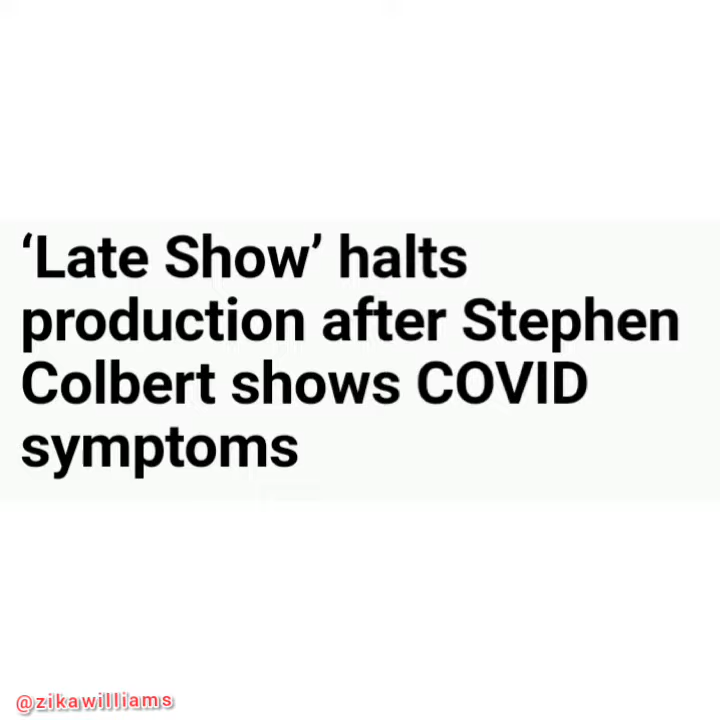 ‘Late Show’ halts
production after Stephen
Colbert shows COVID
symptoms
@zikawilliams